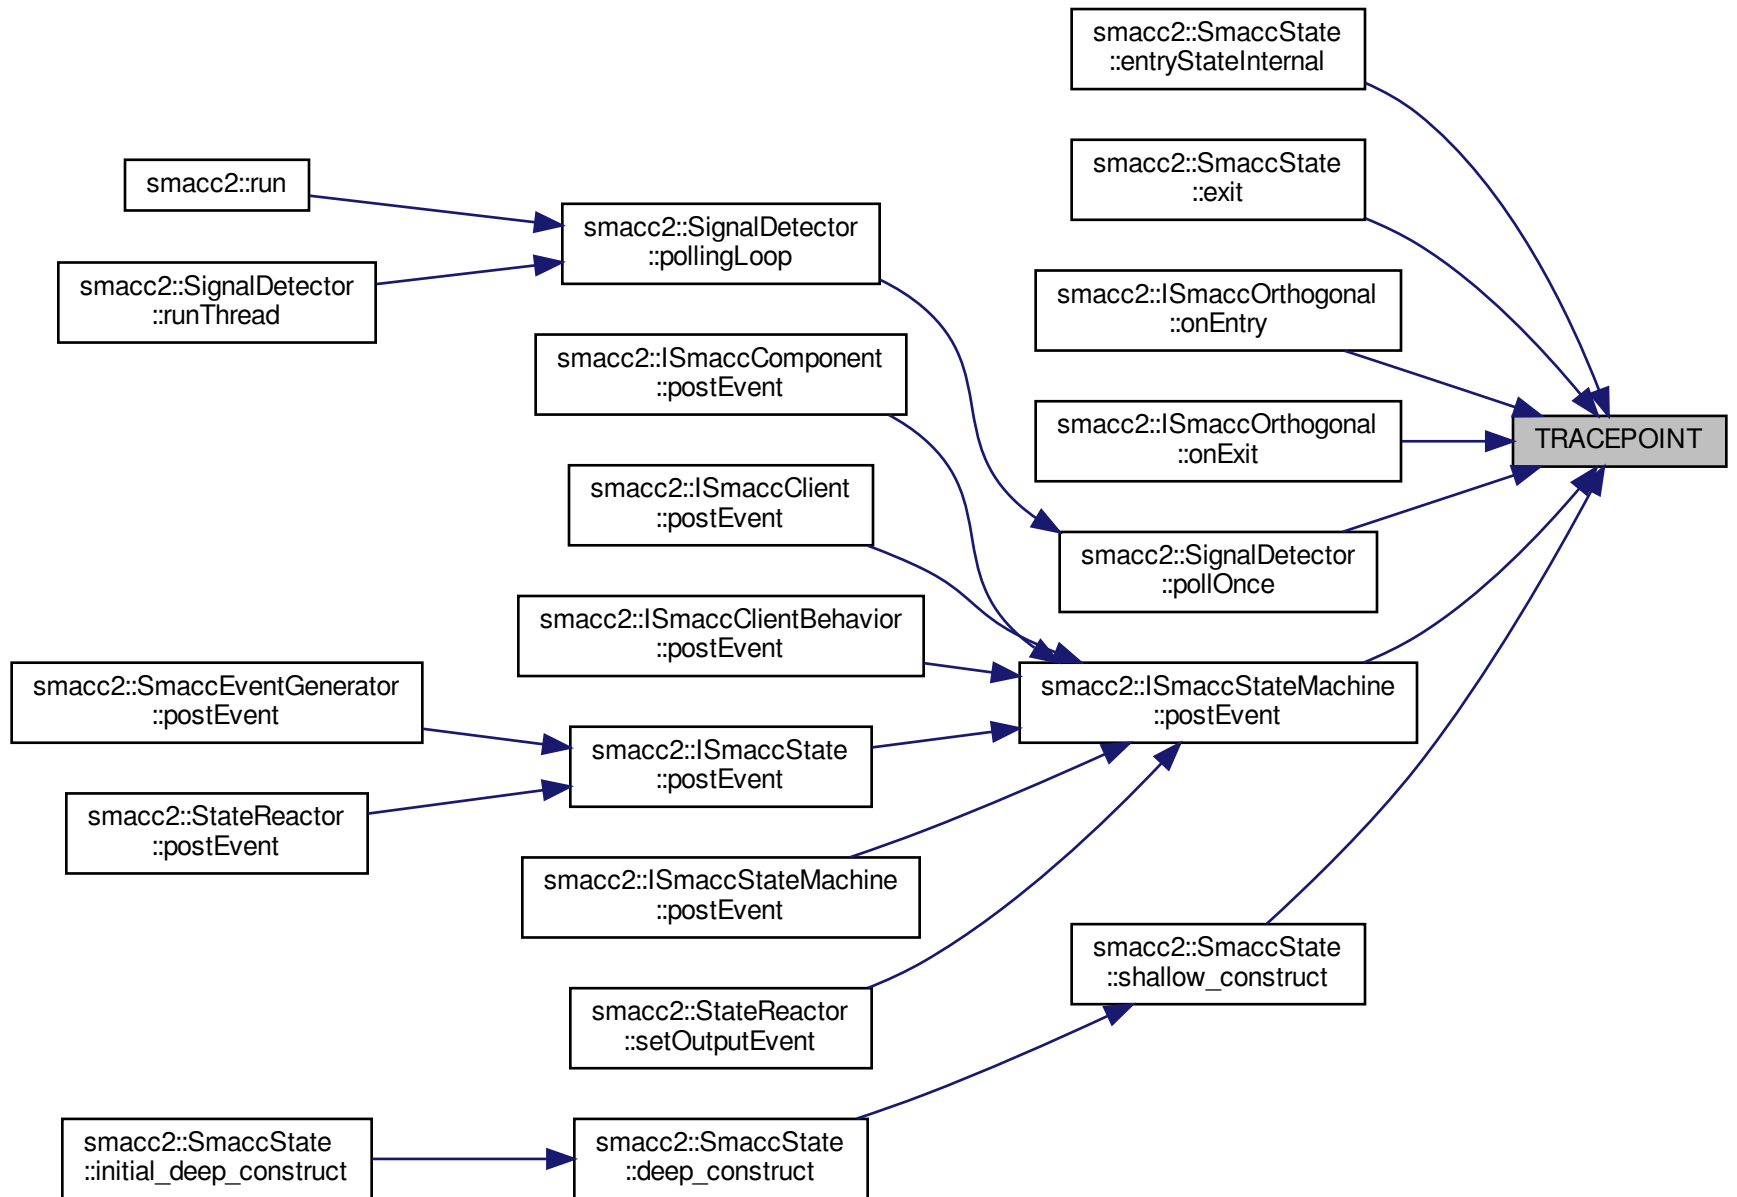 smacc2::SmaccState
::entryStateInternal
smacc2::SmaccState
::exit
smacc2::run
smacc2::SignalDetector
::pollingLoop
smacc2::SignalDetector
::runThread
smacc2::ISmaccOrthogonal
::onEntry
smacc2::ISmaccComponent
::postEvent
smacc2::ISmaccOrthogonal
::onExit
TRACEPOINT
smacc2::ISmaccClient
::postEvent
smacc2::SignalDetector
::pollOnce
smacc2::ISmaccClientBehavior
::postEvent
smacc2::SmaccEventGenerator
::postEvent
smacc2::ISmaccStateMachine
::postEvent
smacc2::ISmaccState
::postEvent
smacc2::StateReactor
::postEvent
smacc2::ISmaccStateMachine
::postEvent
smacc2::SmaccState
::shallow_construct
smacc2::StateReactor
::setOutputEvent
smacc2::SmaccState
::initial_deep_construct
smacc2::SmaccState
::deep_construct